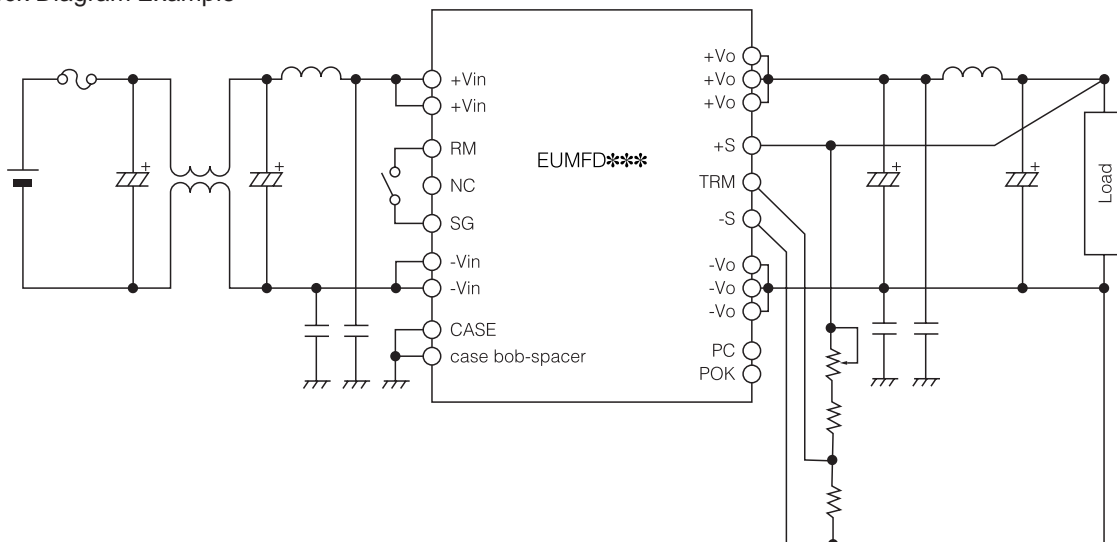 Diagram Example
+Vin
+Vin
RM
NC
SG
-Vin
-Vin
CASE
case bob-spacer
EUMFD***
+Vo
+Vo
+Vo
+S
TRM
-S
-Vo
-Vo
-Vo
PC
POK
+
+
+
+
Load